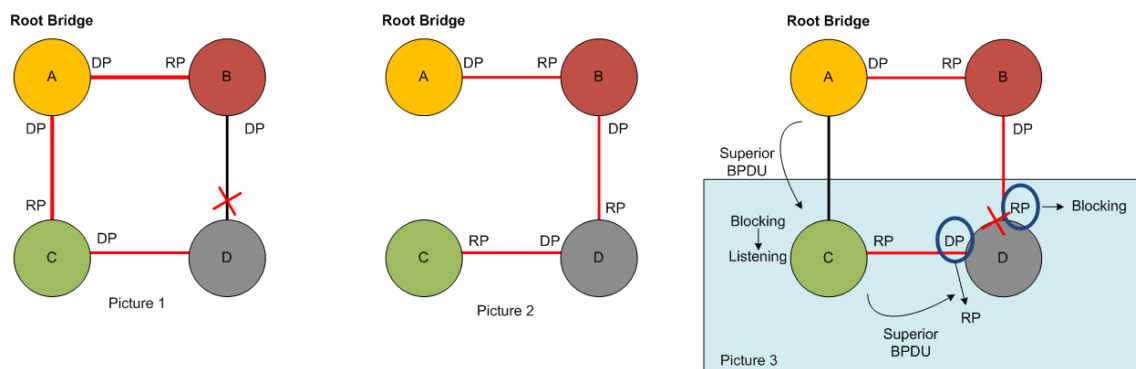 Root Bridge
A
DP
RP
B
DP
DP
RP
DP
C
D
Picture 1
Root Bridge
A
DP
RP
B
DP
RP
RP
DP
C
D
Picture 2
Root Bridge
A
DP
RP
B
DP
Superior
BPDU
RP
Blocking
Blocking
Listening
RP
DP
C
D
RP
Superior
BPDU
Picture 3